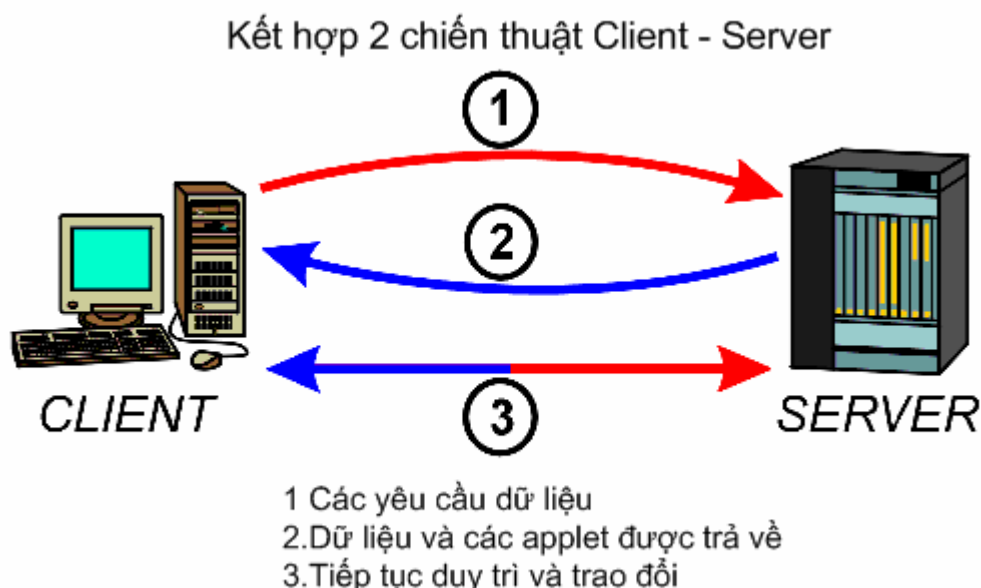 Kết hợp 2 chiến thuật Client - Server
1
2
CLIENT
3
SERVER
1 Các yêu cầu dữ liệu
2.Dữ liệu và các applet được trả về
3.Tiếp tục duy trì và trao đổi